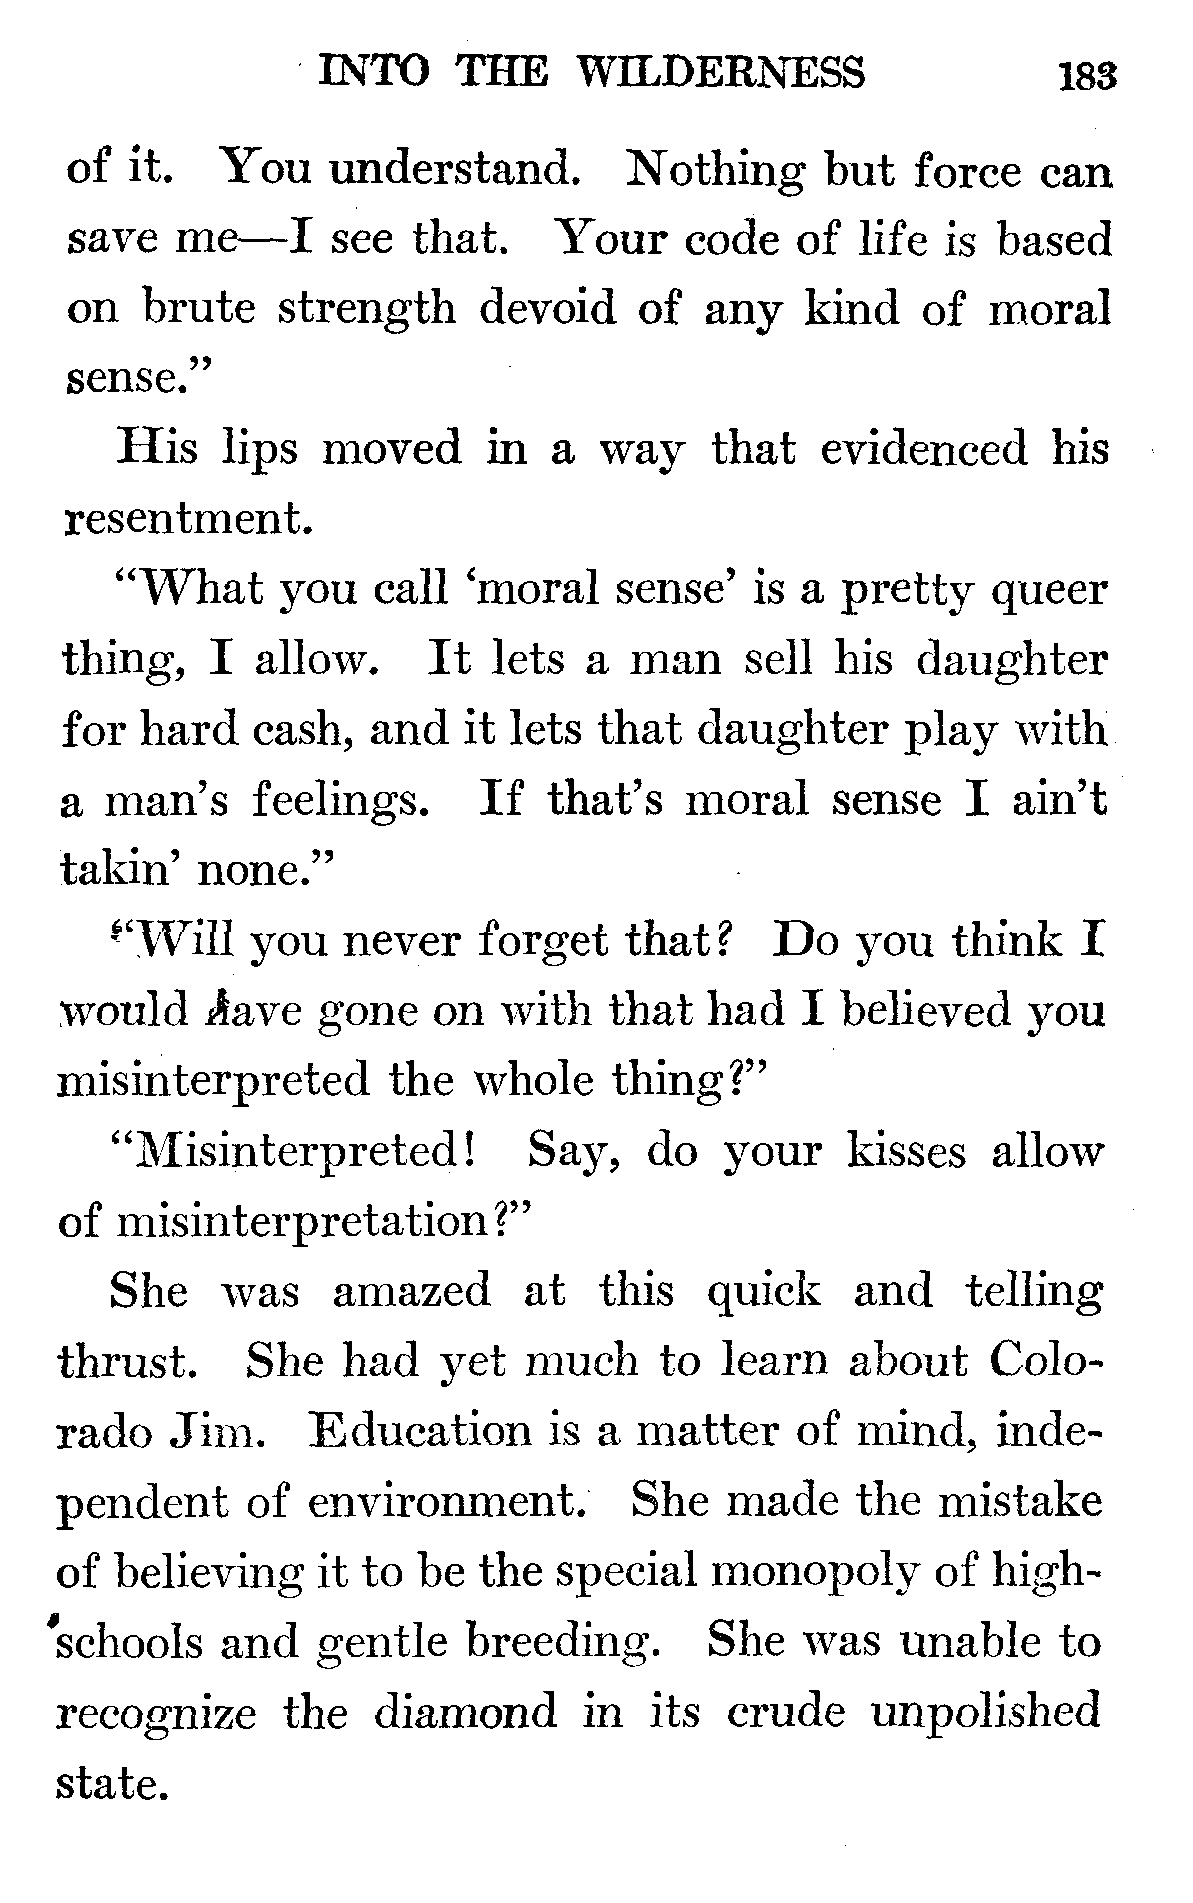 INTO THE WILDERNESS 183
of it. You understand. Nothing but force can
save me—I see that. Your code of life is based
on brute strength devoid of any kind of moral
sense."
His lips moved in a way that evidenced his
resentment.
"What you call 'moral sense' is a pretty queer
thing, I allow. It lets a man sell his daughter
for hard cash, and it lets that daughter play with
a man's feelings. If that's moral sense I ain't
takin' none."
"Will you never forget that? Do you think I
would have gone on with that had I believed you
misinterpreted the whole thing?"
"Misinterpreted! Say, do your kisses allow
of misinterpretation?"
She was amazed at this quick and telling
thrust. She had yet much to learn about Colo-
rado Jim. Education is a matter of mind, inde-
pendent of environment. She made the mistake
of believing it to be the special monopoly of high-
schools and gentle breeding. She was unable to
recognize the diamond in its crude unpolished
state.